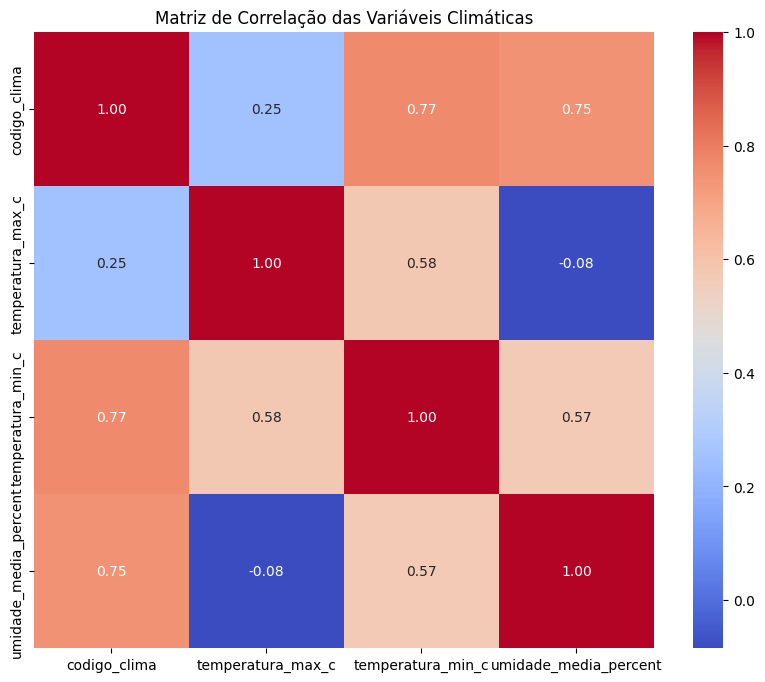 Matriz de Correlação das Variáveis Climáticas
codigo_clima
1.00
0.25
0.77
0.75
temperatura_max_c
0.25
1.00
0.58
-0.08
temperatura_min_c
0.77
0.58
1.00
0.57
umidade_media_percent
0.75
-0.08
0.57
1.00
codigo_clima
temperatura_max_c
temperatura_min_c
umidade_media_percent
1.0
0.8
0.6
0.4
0.2
0.0